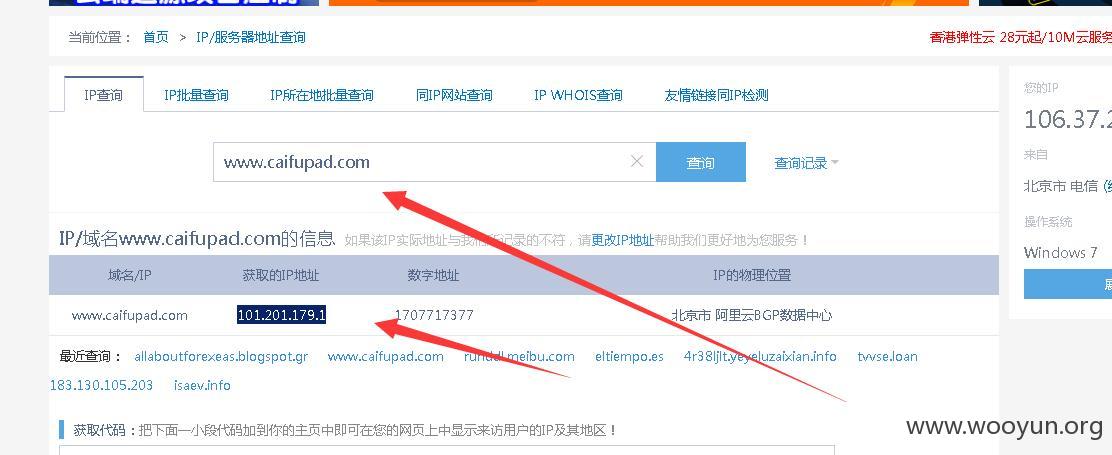 当前位置： 首页 > IP/服务器地址查询
香港弹性云 28元起/10M云服务
IP查询 IP批量查询 IP所在地批量查询 同IP网站查询 IP WHOIS查询 友情链接同IP检测
您的IP
106.37.2
www.caifupad.com × 查询 查询记录
来自
北京市 电信
操作系统
IP/域名www.caifupad.com的信息 如果该IP实际地址与我们所记录的不符，请更改IP地址帮助我们更好地为您服务！
Windows 7
域名/IP 获取的IP地址 数字地址 IP的物理位置
www.caifupad.com 101.201.179.1 1707717377 北京市 阿里云BGP数据中心
最近查询： allaboutforexeas.blogspot.gr www.caifupad.com meibu.com eltiempo.es 4r38ljlt.yeyeluzaixian.info tvvse.loan
183.130.105.203 isaev.info
获取代码：把下面一小段代码加到你的主页中即可在您的网页上中显示来访用户的IP及其地区！
www.wooyun.org